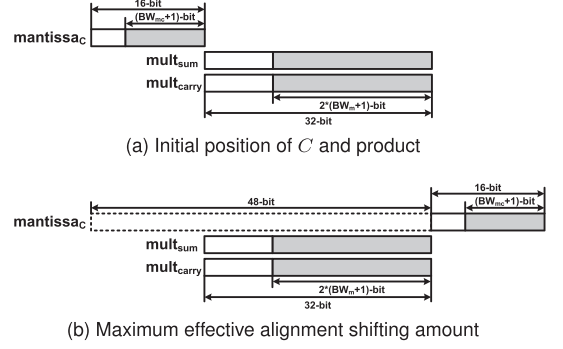 16-bit
(BWmc+1)-bit
mantissaC
multsum
multcarry
2*(BWm+1)-bit
32-bit
(a) Initial position of C and product
16-bit
48-bit
(BWmc+1)-bit
mantissaC
multsum
multcarry
2*(BWm+1)-bit
32-bit
(b) Maximum effective alignment shifting amount